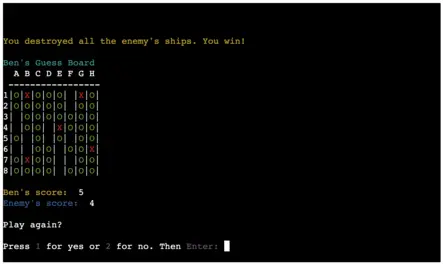 You destroyed all the enemy's ships. You win!
Ben's Guess Board
A B C D E F G H
-----------------
1|O|X|O|O|O| |X|O|
2|O|O|O|O|O|O|O|O|
3| |O|O|O|O|O|O|O|
4|O|O|O|O|X|O|O| |
5|O| |O|O| |O|O|O|
6| | |O|O| |O|O|X|
7|O|X|O|O|O| |O|O|
8|O|O|O|O|O|O|O|O|
Ben's score: 5
Enemy's score: 4
Play again?
Press 1 for yes or 2 for no. Then Enter: